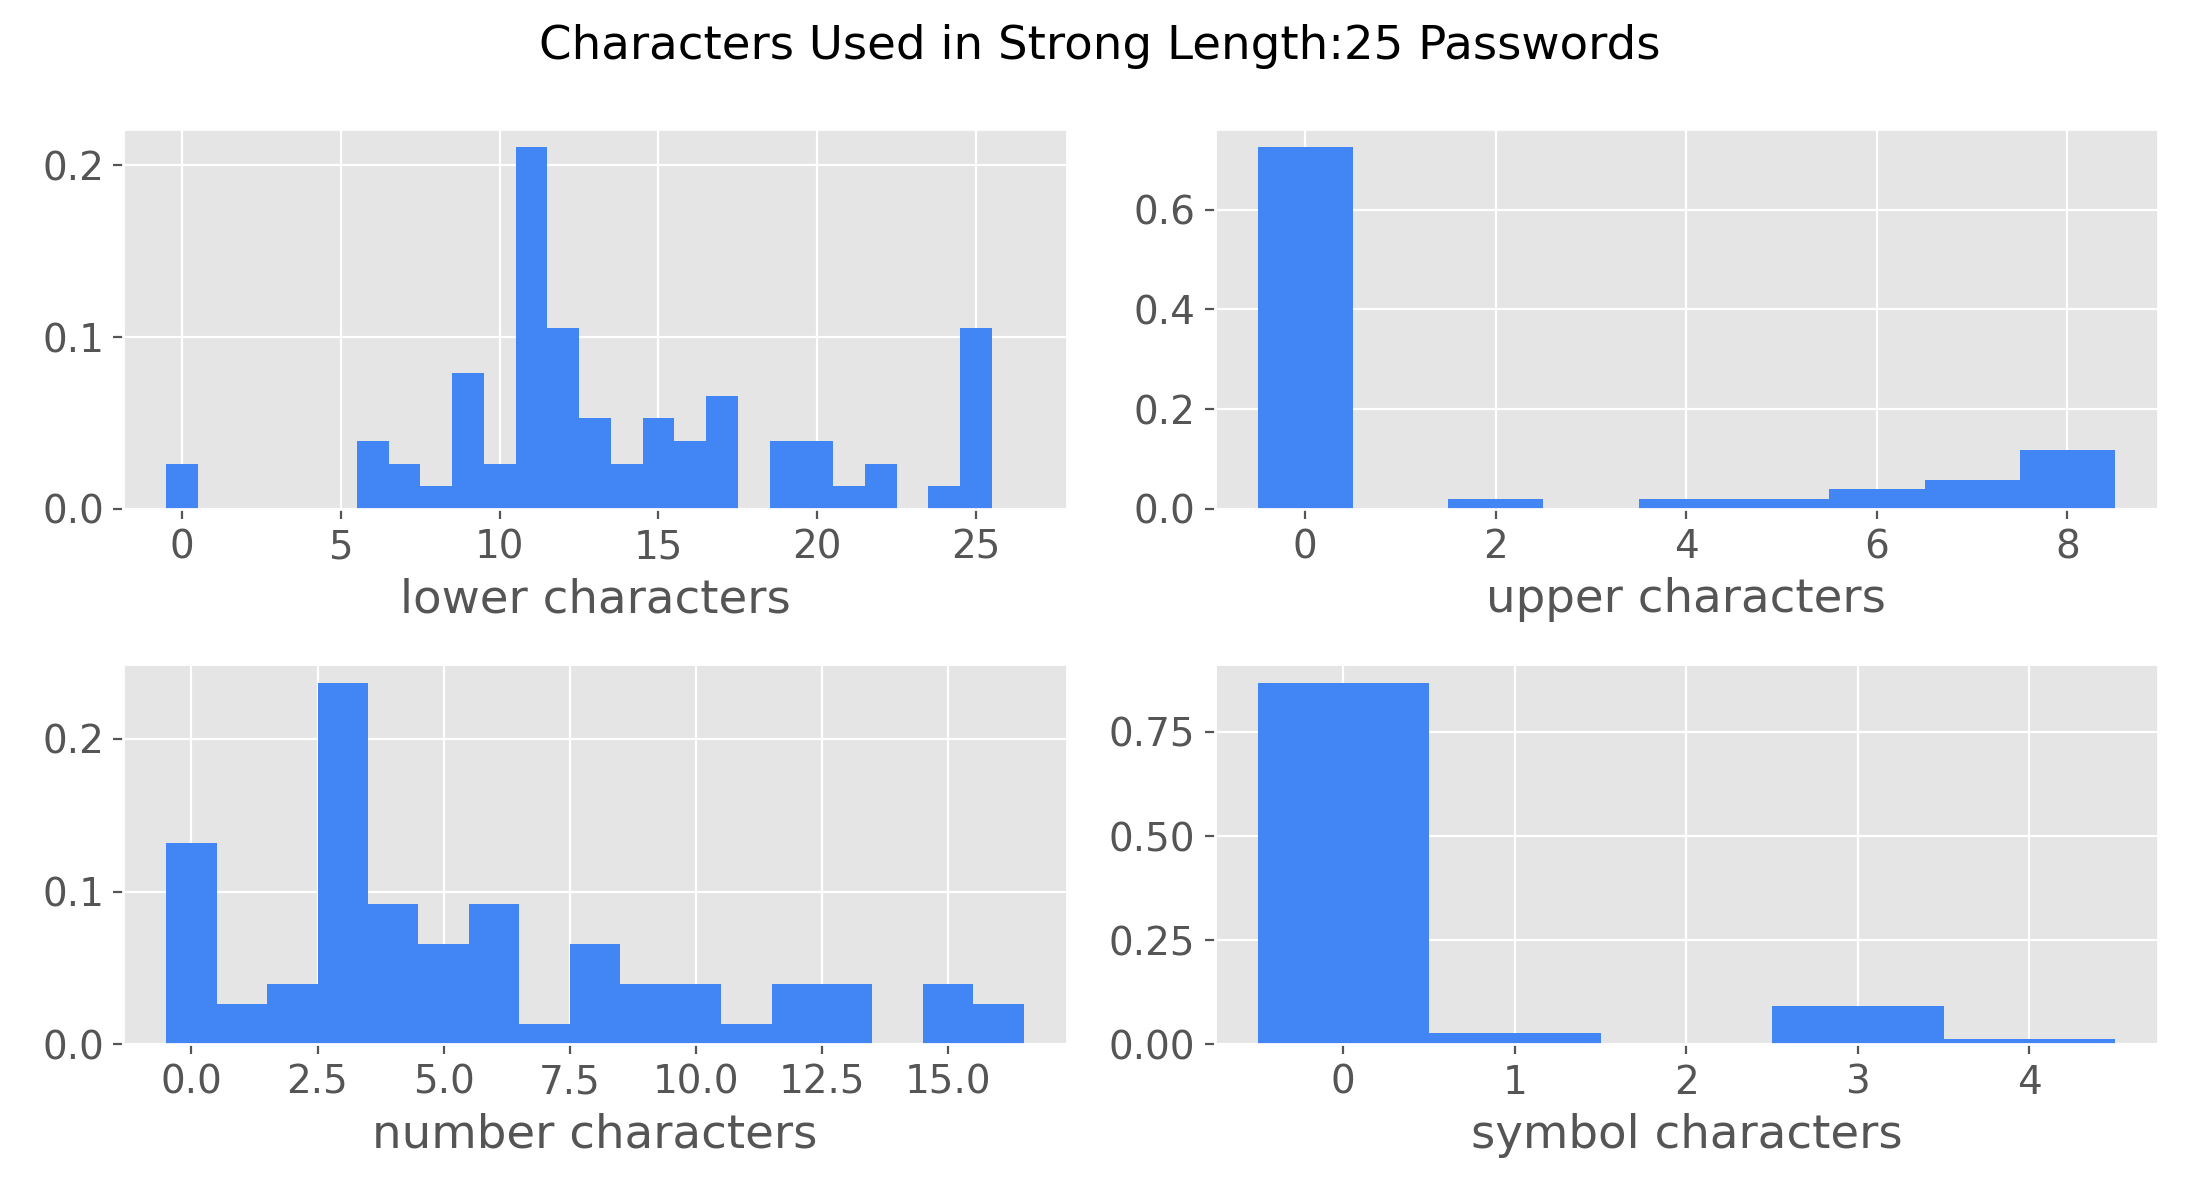 Characters Used in Strong Length:25 Passwords
0.2
0.1
0.0
0 5 10 15 20 25
lower characters
0.6
0.4
0.2
0.0
0 2 4 6 8
upper characters
0.2
0.1
0.0
0.0 2.5 5.0 7.5 10.0 12.5 15.0
number characters
0.75
0.50
0.25
0.00
0 1 2 3 4
symbol characters